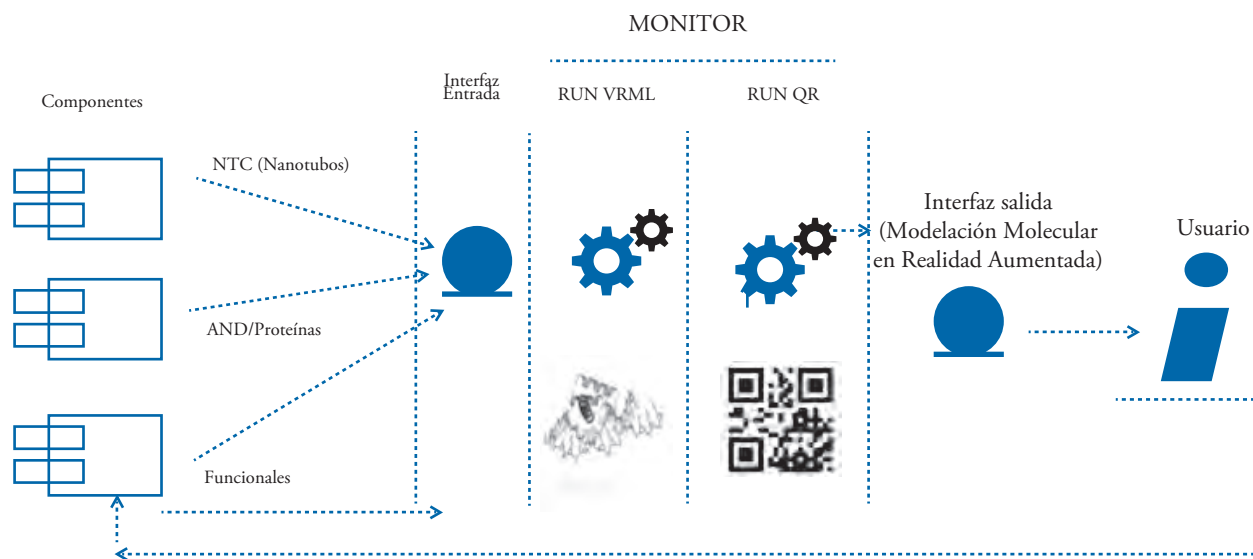 MONITOR
Componentes
Interfaz
Entrada
RUN VRML
RUN QR
NTC (Nanotubos)
AND/Proteínas
Funcionales
Interfaz salida
(Modelación Molecular
en Realidad Aumentada)
Usuario